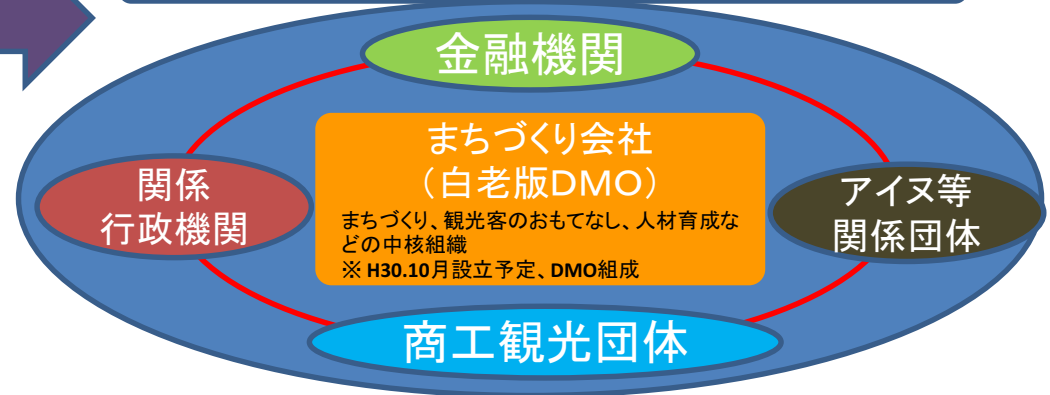 金融機関
まちづくり会社
（白老版DMO）
まちづくり、観光客のおもてなし、人材育成な
どの中核組織
※ H30.10月設立予定、DMO組成
関係
行政機関
アイヌ等
関係団体
商工観光団体